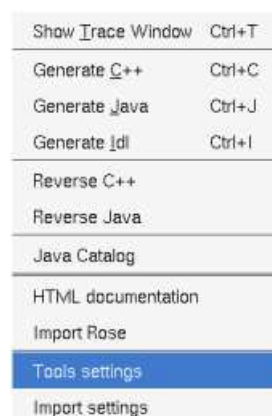 Show Trace Window Ctrl+T
Generate C++ Ctrl+C
Generate Java Ctrl+J
Generate Idl Ctrl+I
Reverse C++
Reverse Java
Java Catalog
HTML documentation
Import Rose
Tools settings
Import settings